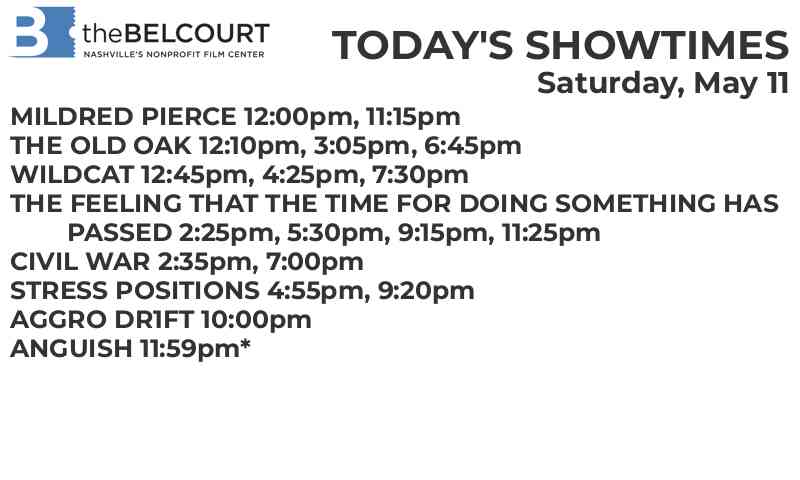 B theBELCOURT
NASHVILLE'S NONPROFIT FILM CENTER
TODAY'S SHOWTIMES
Saturday, May 11
MILDRED PIERCE 12:00pm, 11:15pm
THE OLD OAK 12:10pm, 3:05pm, 6:45pm
WILDCAT 12:45pm, 4:25pm, 7:30pm
THE FEELING THAT THE TIME FOR DOING SOMETHING HAS
PASSED 2:25pm, 5:30pm, 9:15pm, 11:25pm
CIVIL WAR 2:35pm, 7:00pm
STRESS POSITIONS 4:55pm, 9:20pm
AGGRO DR1FT 10:00pm
ANGUISH 11:59pm*